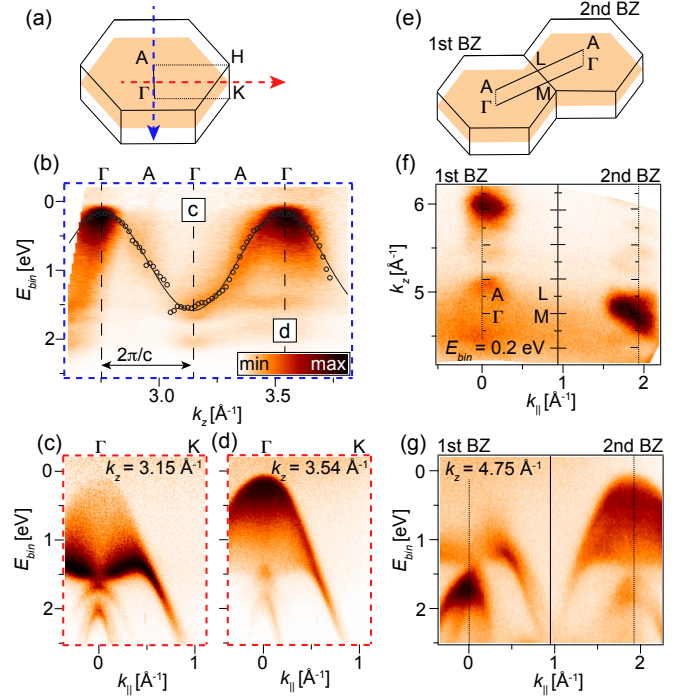 (a)
A
H
Γ
K
(e)
2nd BZ
1st BZ
L
A
Γ
A
Γ
M
(b)
Γ A Γ A Γ
c
d
2π/c
min max
0
1
2
E_bin [eV]
3.0 3.5
k_z [Å⁻¹]
(f)
1st BZ 2nd BZ
6
5
k_z [Å⁻¹]
A L
Γ M
E_bin = 0.2 eV
0 1 2
k_|| [Å⁻¹]
(c) Γ K
k_z = 3.15 Å⁻¹
0
1
2
E_bin [eV]
0 1
k_|| [Å⁻¹]
(d) Γ K
k_z = 3.54 Å⁻¹
0 1
k_|| [Å⁻¹]
(g)
1st BZ 2nd BZ
k_z = 4.75 Å⁻¹
0
1
2
E_bin [eV]
0 1 2
k_|| [Å⁻¹]